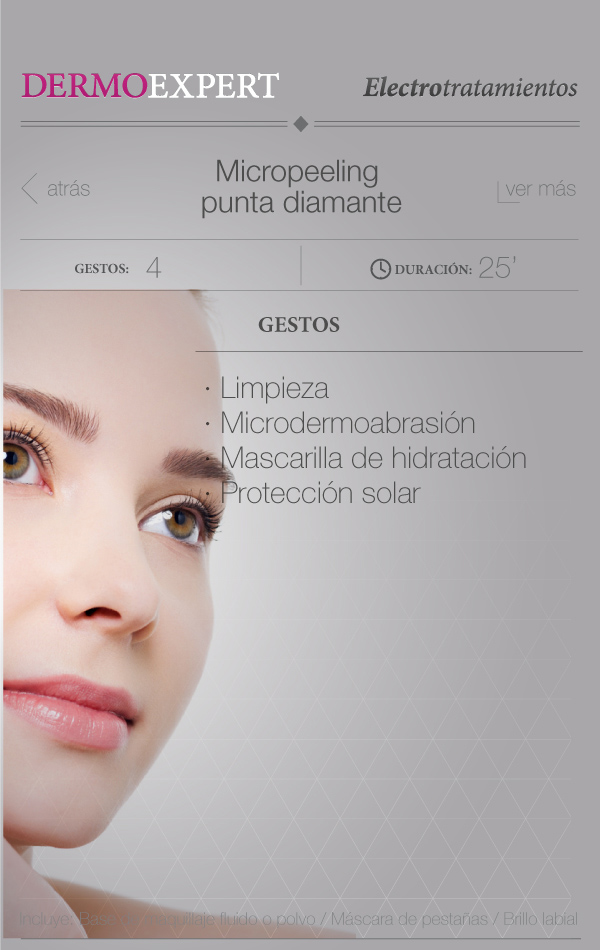 DERMOEXPERT Electrotratamientos
atrás
Micropeeling
punta diamante
ver más
GESTOS: 4
DURACIÓN: 25'
GESTOS
· Limpieza
· Microdermoabrasión
· Mascarilla de hidratación
· Protección solar
Incluye: Base de maquillaje fluido o polvo / Máscara de pestañas / Brillo labial